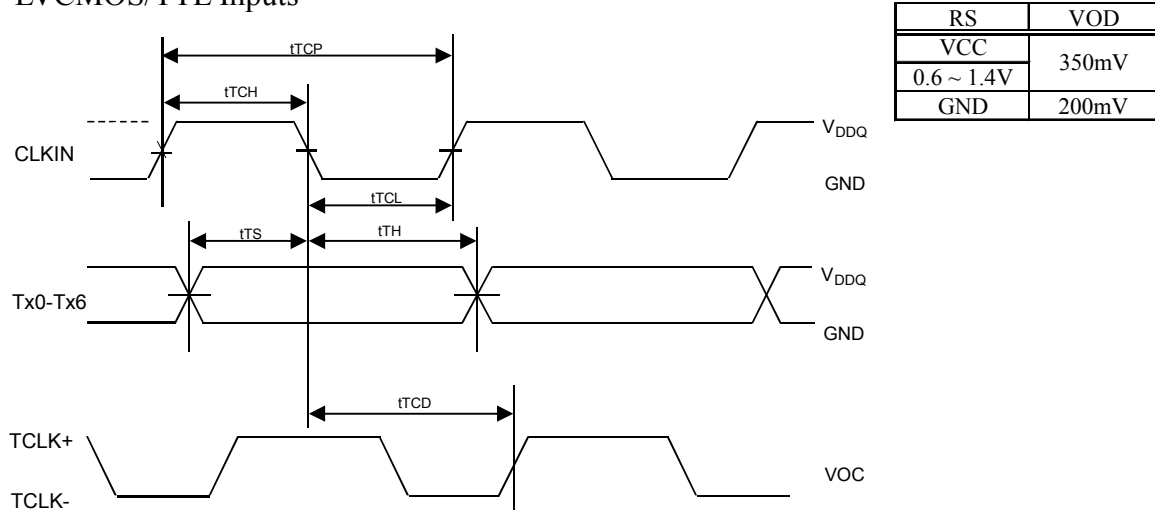 LVCMOS/TTL Inputs
RS VOD
VCC 350mV
0.6 ~ 1.4V
GND 200mV
tTCP
tTCH
CLKIN
VDDQ
GND
tTCL
tTS tTH
Tx0-Tx6
VDDQ
GND
tTCD
TCLK+
TCLK-
VOC